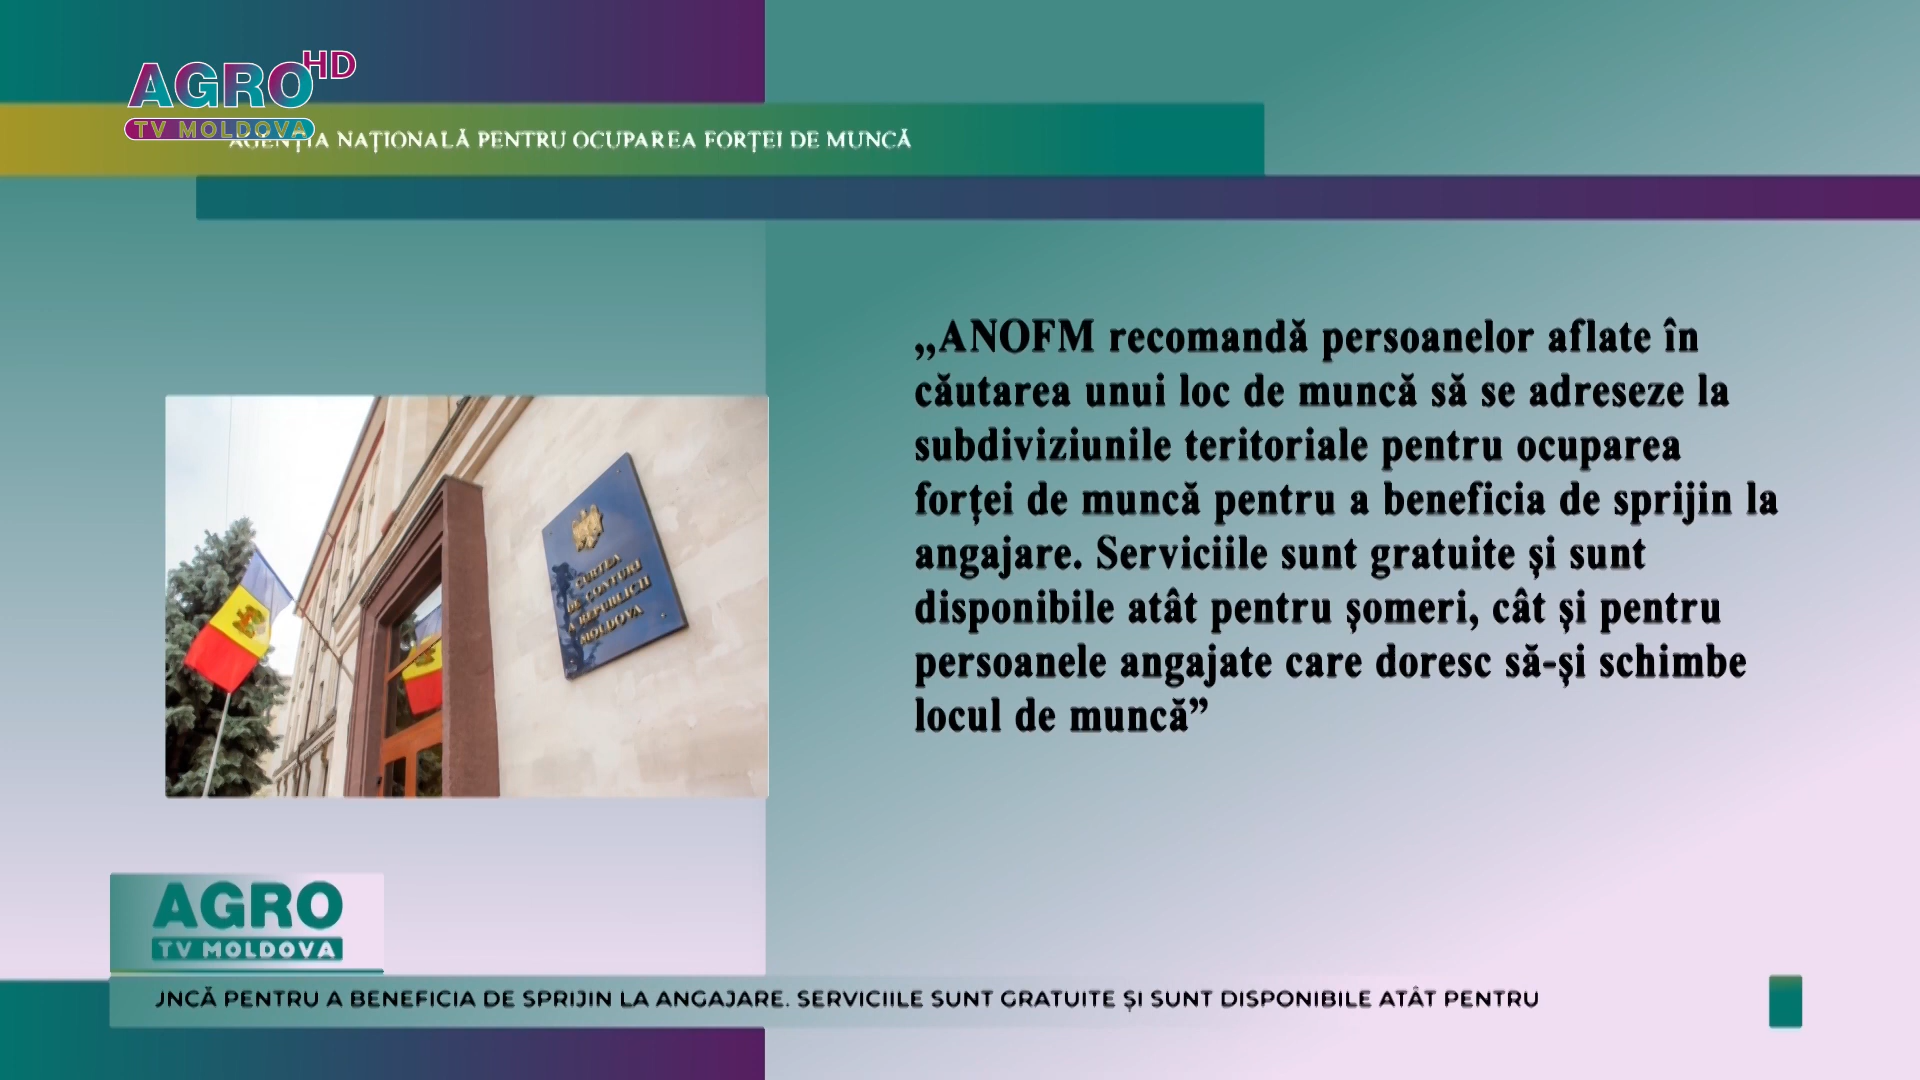 AGRO HD
TV MOLDOVA
AGENȚIA NAȚIONALĂ PENTRU OCUPAREA FORȚEI DE MUNCĂ
„ANOFM recomandă persoanelor aflate în
căutarea unui loc de muncă să se adreseze la
subdiviziunile teritoriale pentru ocuparea
forței de muncă pentru a beneficia de sprijin la
angajare. Serviciile sunt gratuite și sunt
disponibile atât pentru șomeri, cât și pentru
persoanele angajate care doresc să-și schimbe
locul de muncă”
CURTEA
DE CONTURI
A REPUBLICII
MOLDOVA
AGRO
TV MOLDOVA
UNCĂ PENTRU A BENEFICIA DE SPRIJIN LA ANGAJARE. SERVICIILE SUNT GRATUITE ȘI SUNT DISPONIBILE ATÂT PENTRU